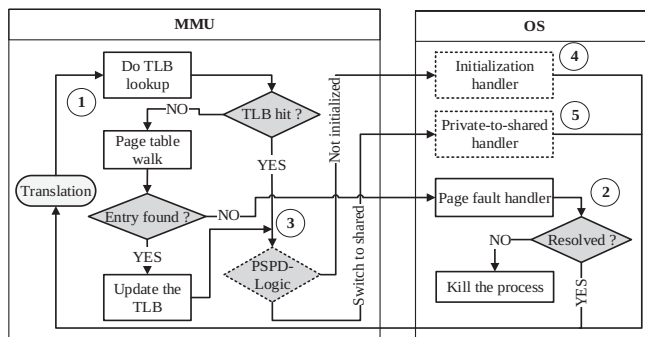 MMU
OS
Do TLB
lookup
1
TLB hit ?
NO
Page table
walk
YES
Translation
Entry found ?
NO
YES
Update the
TLB
3
PSPD-
Logic
Not initialized
Switch to shared
Initialization
handler
4
Private-to-shared
handler
5
Page fault handler
2
Resolved ?
NO
Kill the process
YES